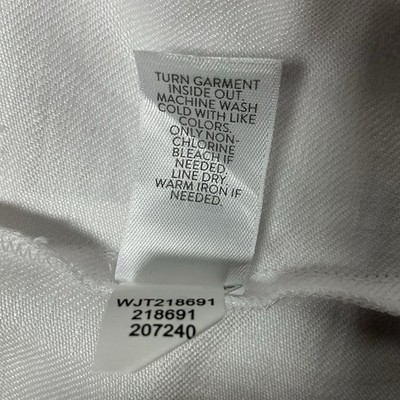 TURN GARMENT
INSIDE OUT.
MACHINE WASH
COLD WITH LIKE
COLORS.
ONLY NON-
CHLORINE
BLEACH IF
NEEDED.
LINE DRY.
WARM IRON IF
NEEDED.
WJT218691
218691
207240